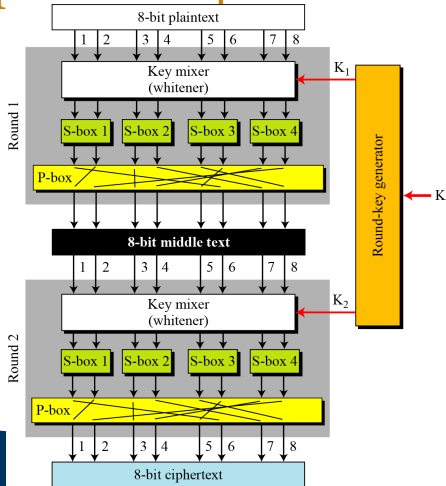 8-bit plaintext
1 2 3 4 5 6 7 8
Round 1
Key mixer
(whitener)
K1
S-box 1 S-box 2 S-box 3 S-box 4
P-box
Round-key generator
K
8-bit middle text
1 2 3 4 5 6 7 8
Round 2
Key mixer
(whitener)
K2
S-box 1 S-box 2 S-box 3 S-box 4
P-box
1 2 3 4 5 6 7 8
8-bit ciphertext